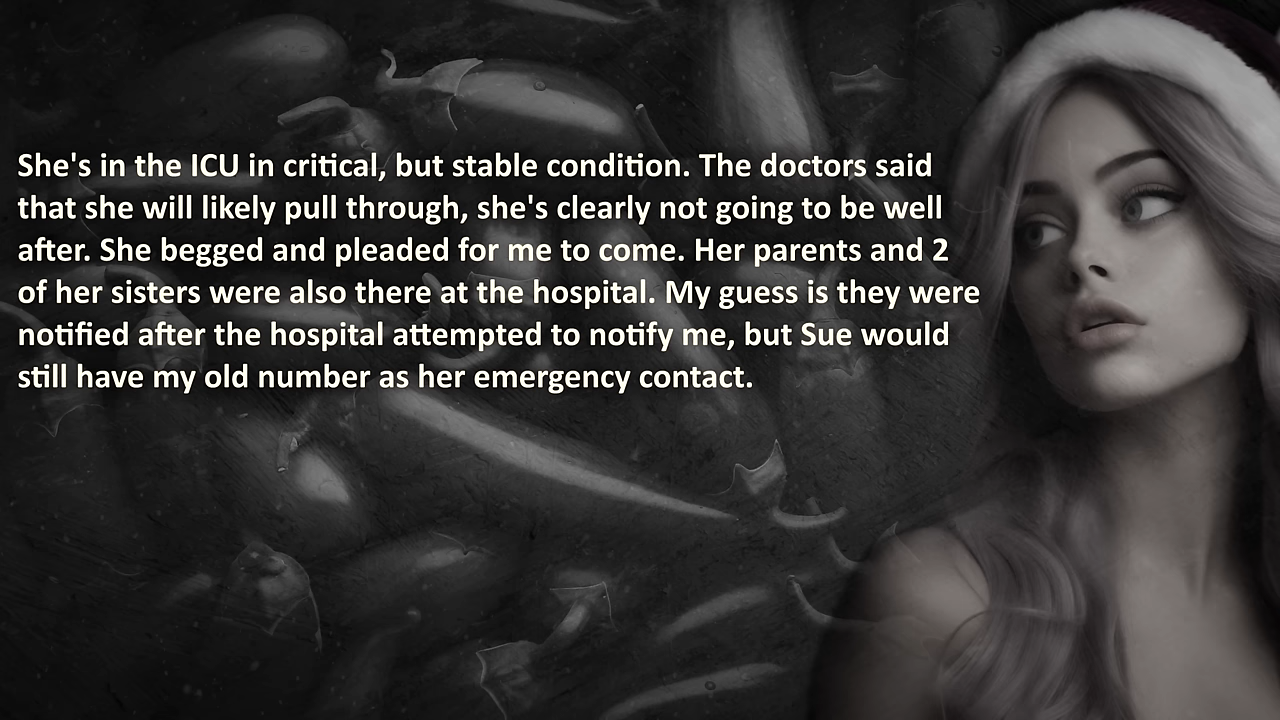 She's in the ICU in critical, but stable condition. The doctors said
that she will likely pull through, she's clearly not going to be well
after. She begged and pleaded for me to come. Her parents and 2
of her sisters were also there at the hospital. My guess is they were
notified after the hospital attempted to notify me, but Sue would
still have my old number as her emergency contact.